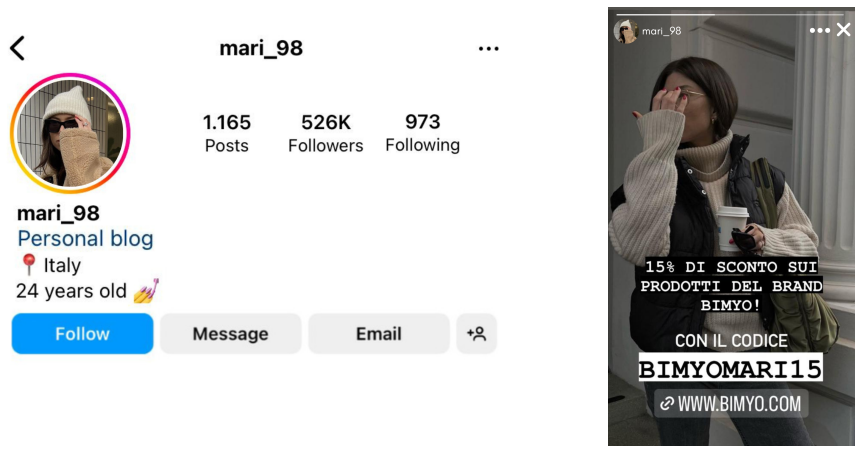 mari_98
1.165
526K
973
Posts
Followers
Following
mari_98
Personal blog
📍 Italy
24 years old 💅
Follow
Message
Email
mari_98
15% DI SCONTO SUI
PRODOTTI DEL BRAND
BIMYO!
CON IL CODICE
BIMYOMARI15
WWW.BIMYO.COM